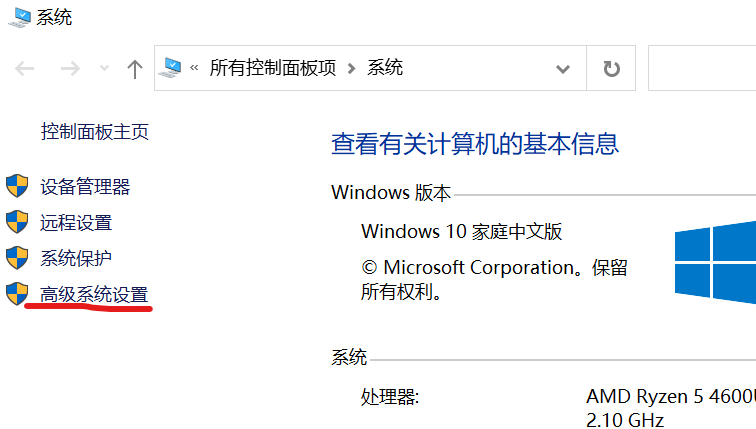 系统
« 所有控制面板项 > 系统
控制面板主页
设备管理器
远程设置
系统保护
高级系统设置
查看有关计算机的基本信息
Windows 版本
Windows 10 家庭中文版
© Microsoft Corporation。保留
所有权利。
系统
处理器:
AMD Ryzen 5 4600U
2.10 GHz